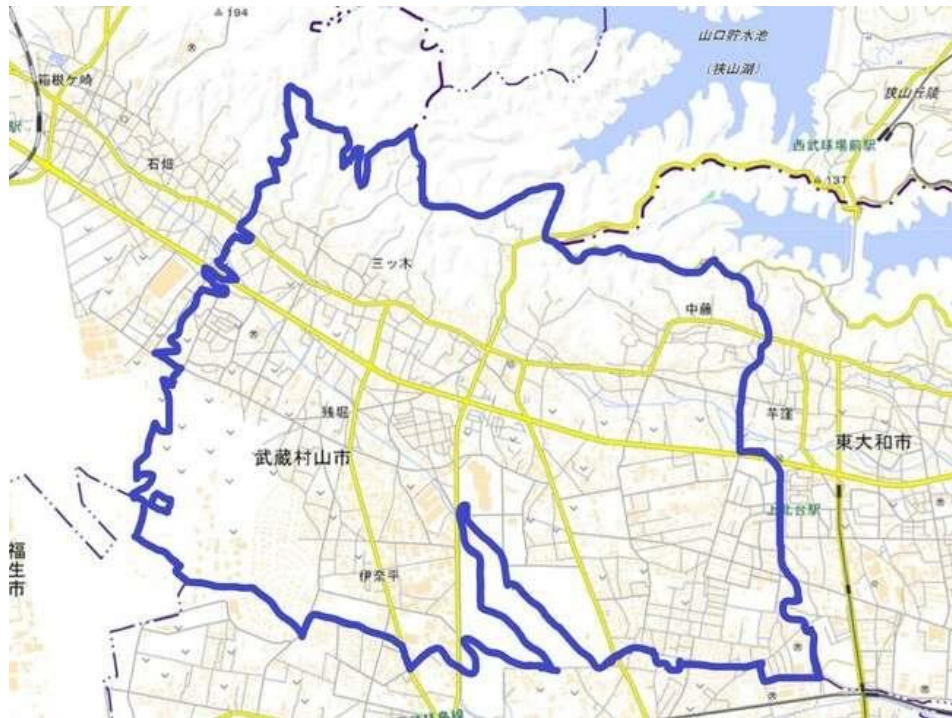 194
山口貯水池
（狭山湖）
箱根ケ崎
狭山丘陵
駅
西武球場前駅
石畑
137
三ッ木
中藤
残堀
芋窪
武蔵村山市
東大和市
上北台駅
福生市
伊奈平